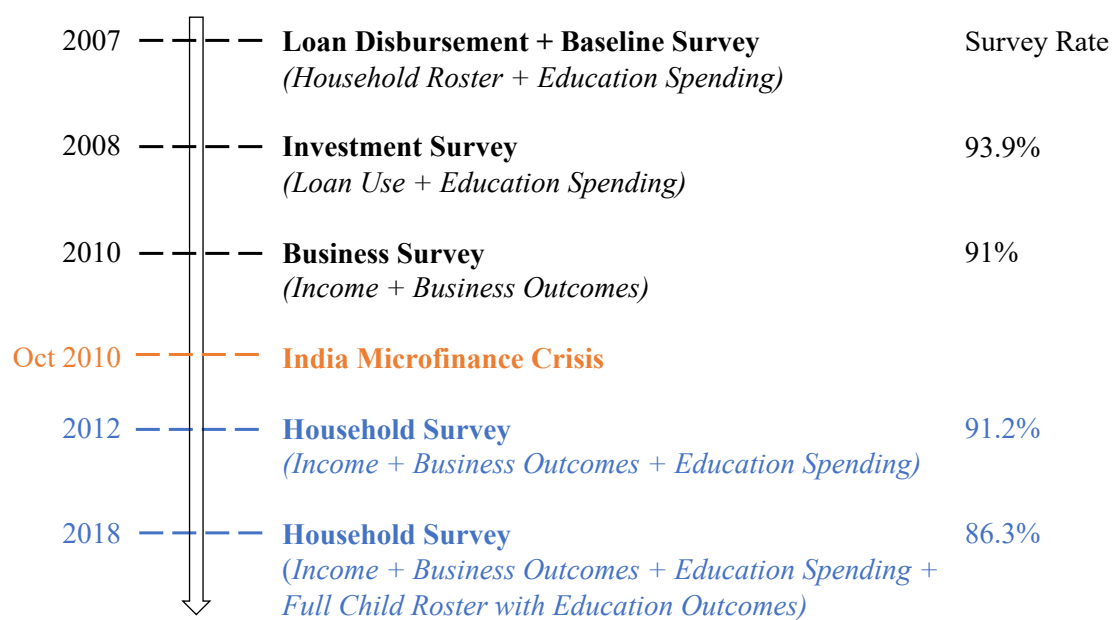 2007 Loan Disbursement + Baseline Survey Survey Rate
(Household Roster + Education Spending)
2008 Investment Survey 93.9%
(Loan Use + Education Spending)
2010 Business Survey 91%
(Income + Business Outcomes)
Oct 2010 India Microfinance Crisis
2012 Household Survey 91.2%
(Income + Business Outcomes + Education Spending)
2018 Household Survey 86.3%
(Income + Business Outcomes + Education Spending +
Full Child Roster with Education Outcomes)